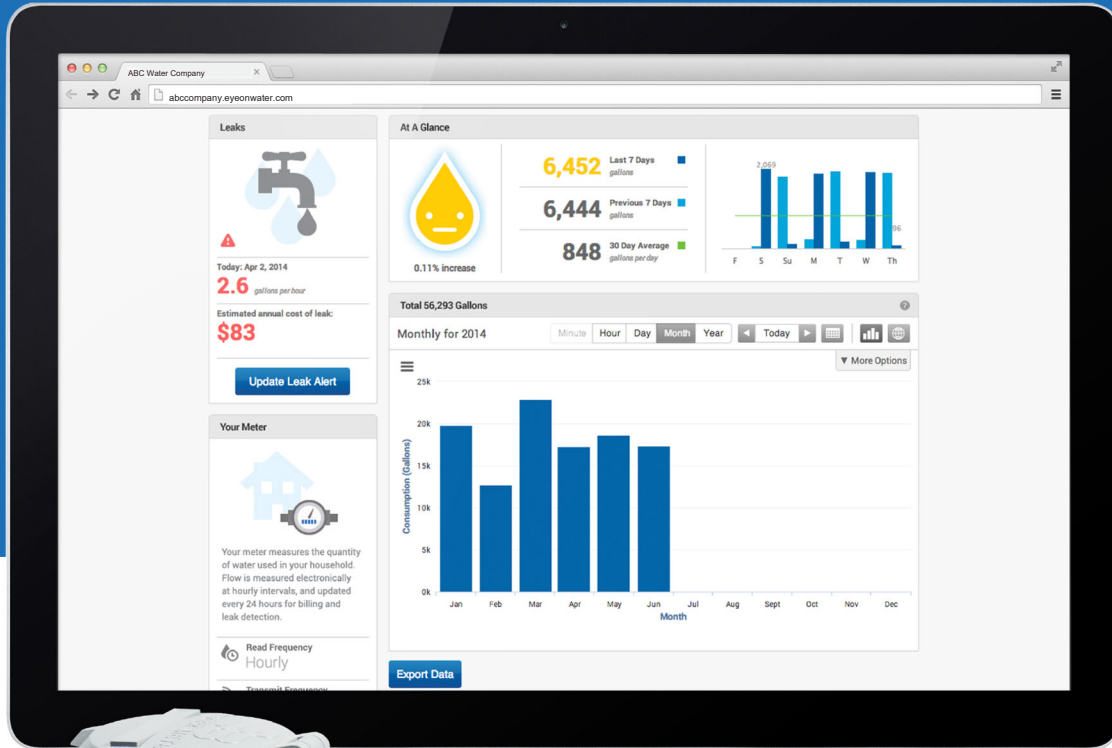 ABC Water Company
abccompany.eyeonwater.com
Leaks
Today: Apr 2, 2014
2.6 gallons per hour
Estimated annual cost of leak:
$83
Update Leak Alert
Your Meter
Your meter measures the quantity
of water used in your household.
Flow is measured electronically
at hourly intervals, and updated
every 24 hours for billing and
leak detection.
Read Frequency
Hourly
Transmit Frequency
At A Glance
0.11% increase
6,452 Last 7 Days
gallons
6,444 Previous 7 Days
gallons
848 30 Day Average
gallons per day
2,069
96
F S Su M T W Th
Total 56,293 Gallons ?
Monthly for 2014 Minute Hour Day Month Year Today
▼ More Options
Consumption (Gallons)
25k
20k
15k
10k
5k
0k
Jan Feb Mar Apr May Jun Jul Aug Sept Oct Nov Dec
Month
Export Data